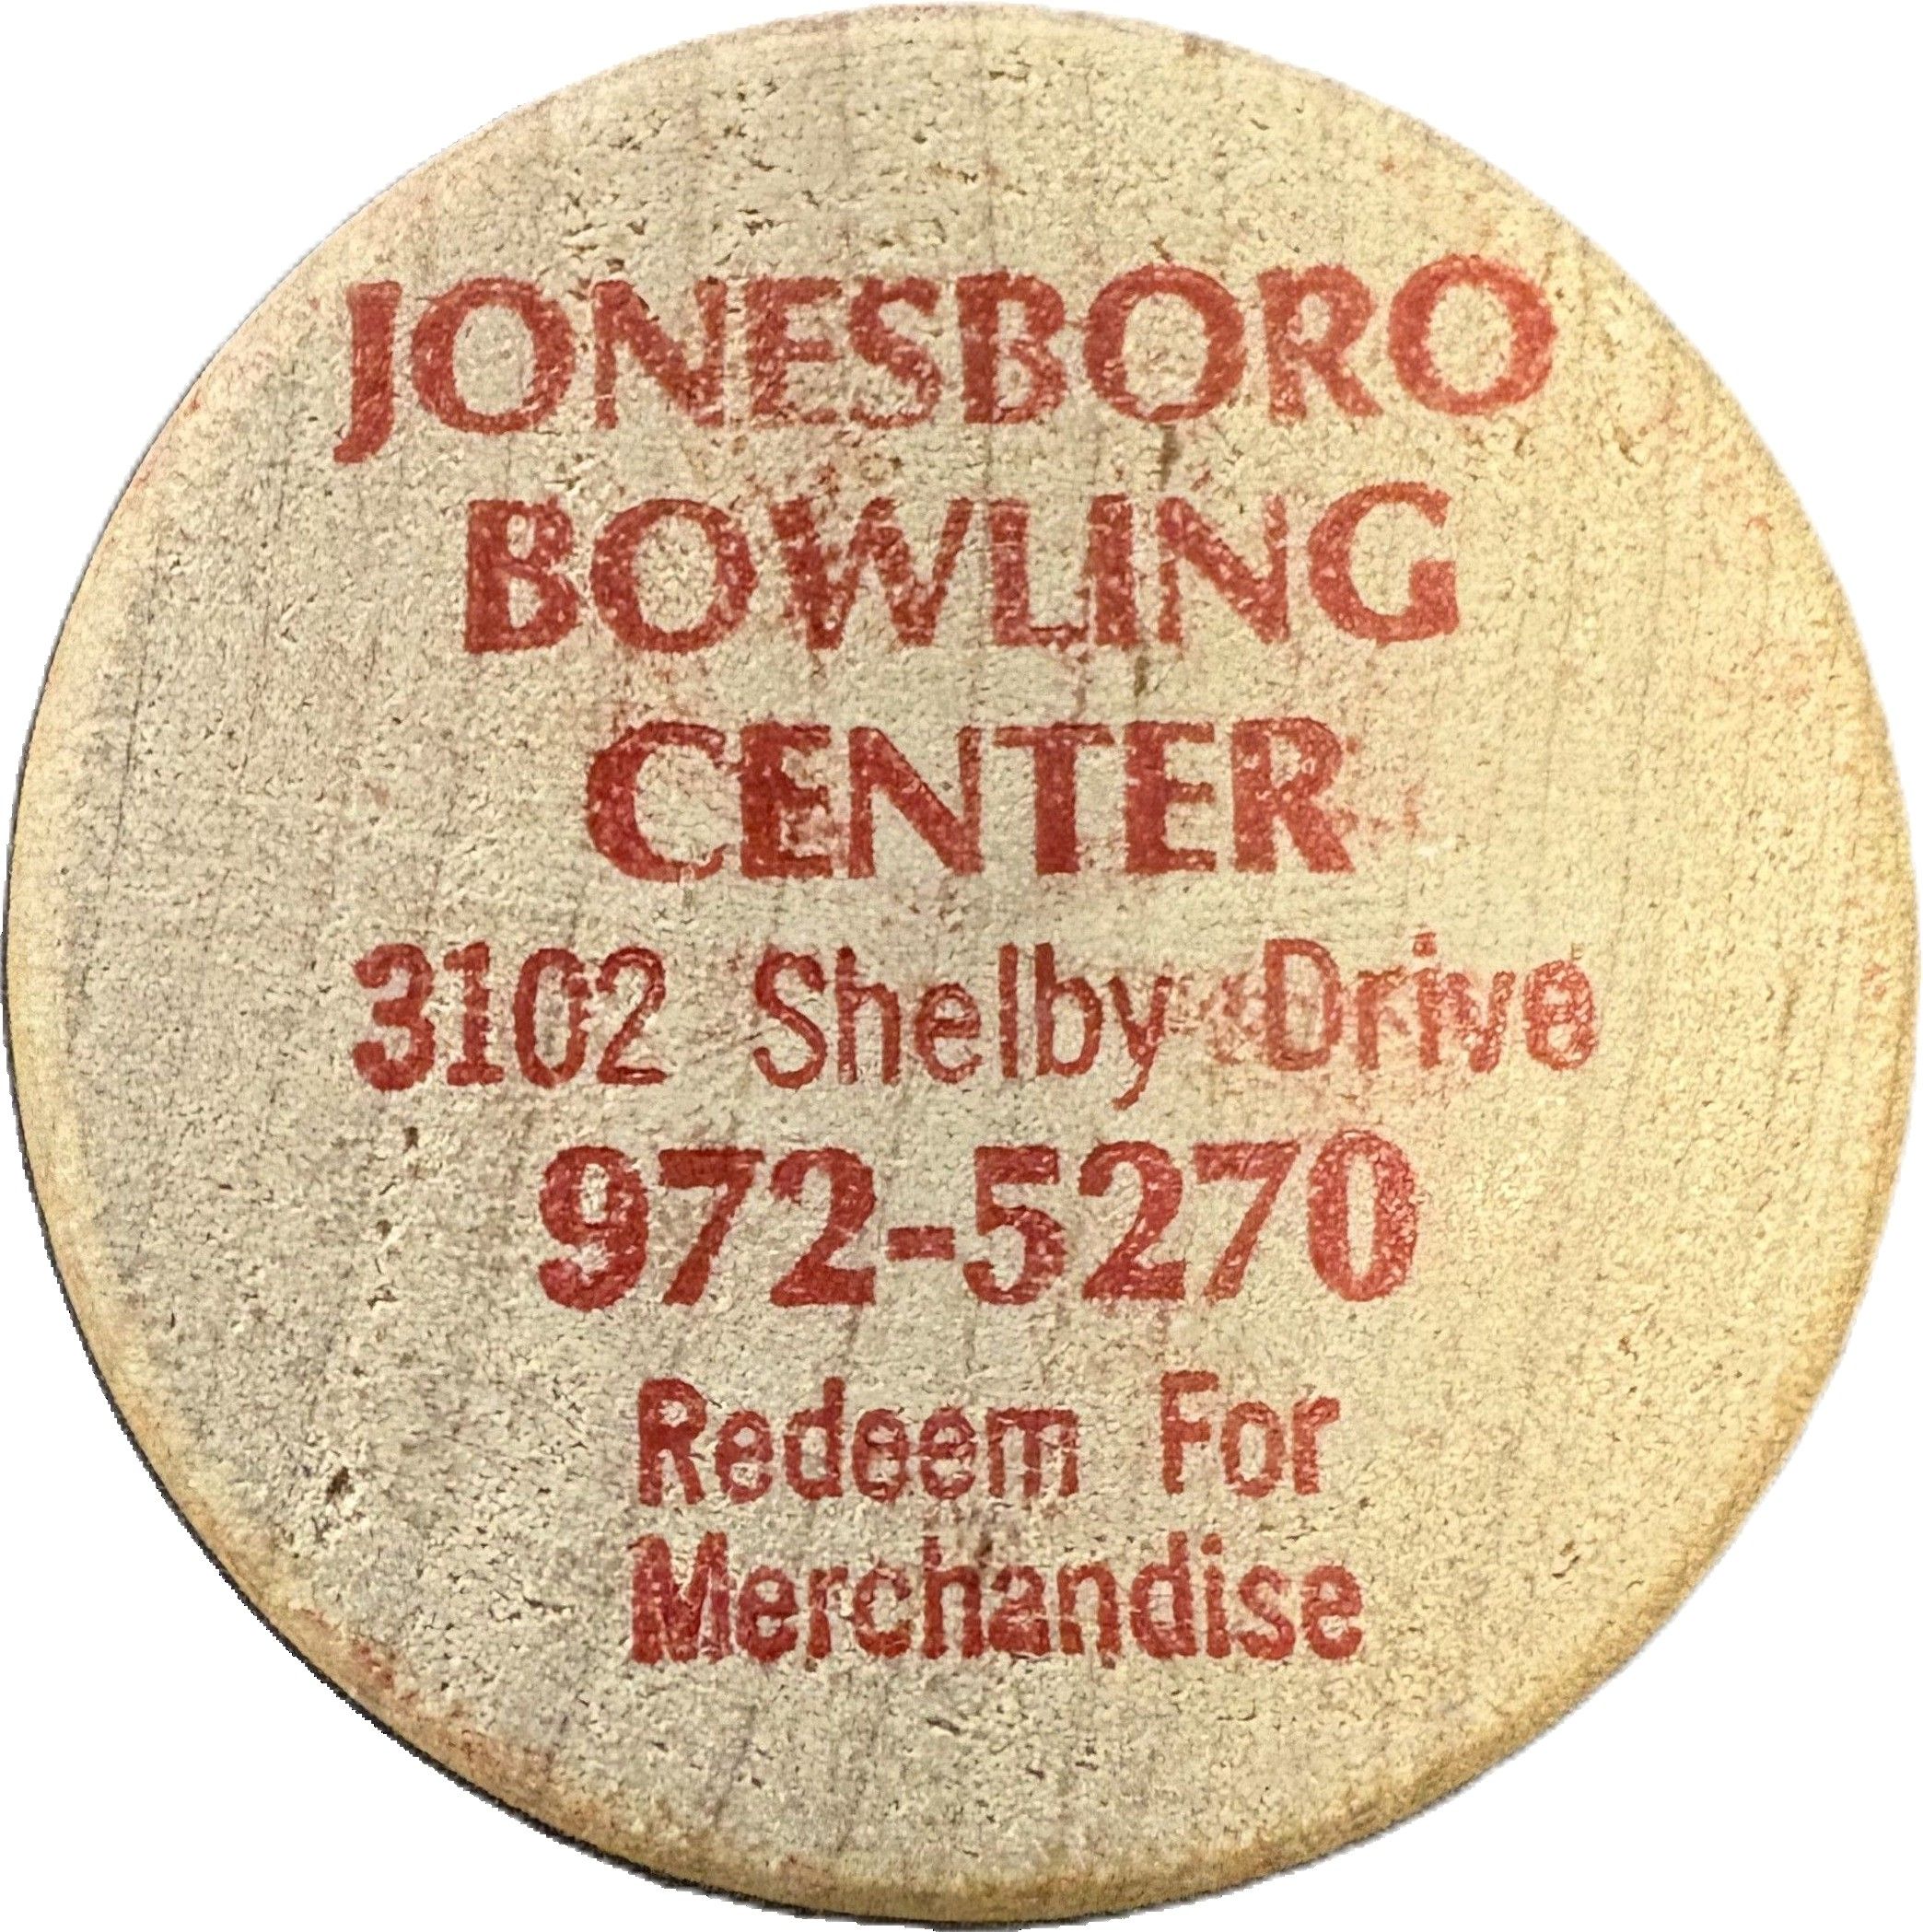 JONESBORO
BOWLING
CENTER
3102 Shelby Drive
972-5270
Redeem For
Merchandise